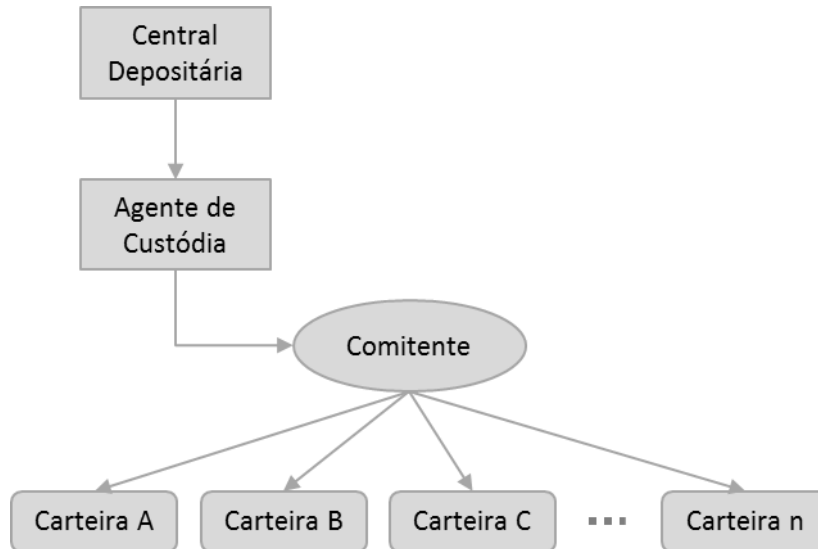 Central
Depositária
Agente de
Custódia
Comitente
Carteira A
Carteira B
Carteira C
...
Carteira n